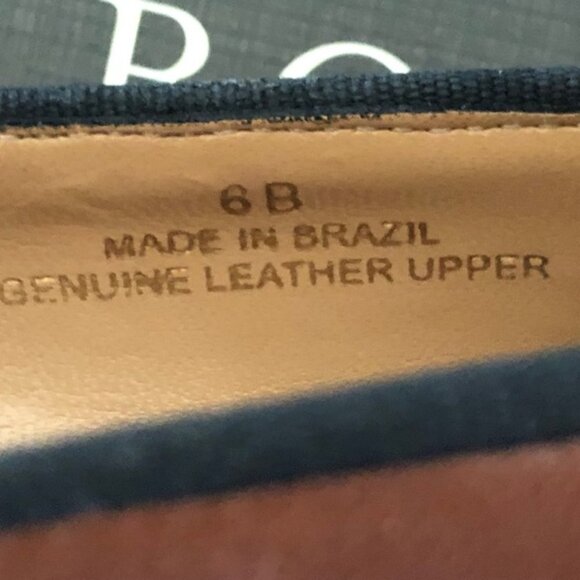 6 B
MADE IN BRAZIL
GENUINE LEATHER UPPER